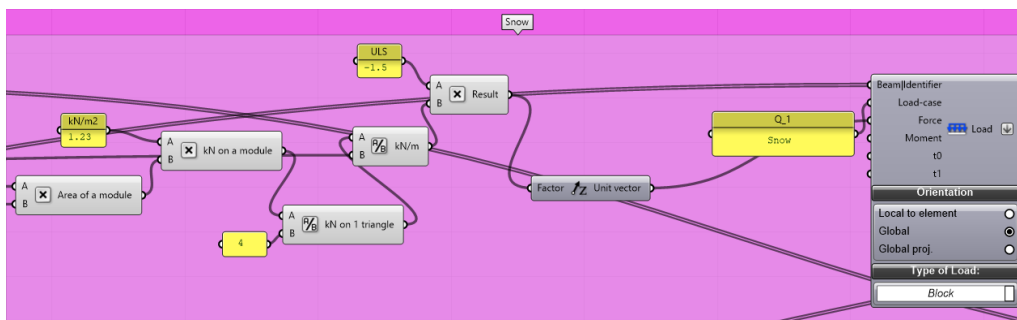 Snow
ULS
-1.5
A
B
Result
kN/m2
1.23
A
B
kN on a module
A
B
A/B
kN/m
A
B
Area of a module
A
B
A/B
kN on 1 triangle
4
Factor
Unit vector
Q_1
Snow
Beam|Identifier
Load-case
Force
Moment
t0
t1
Load
Orientation
Local to element
Global
Global proj.
Type of Load:
Block